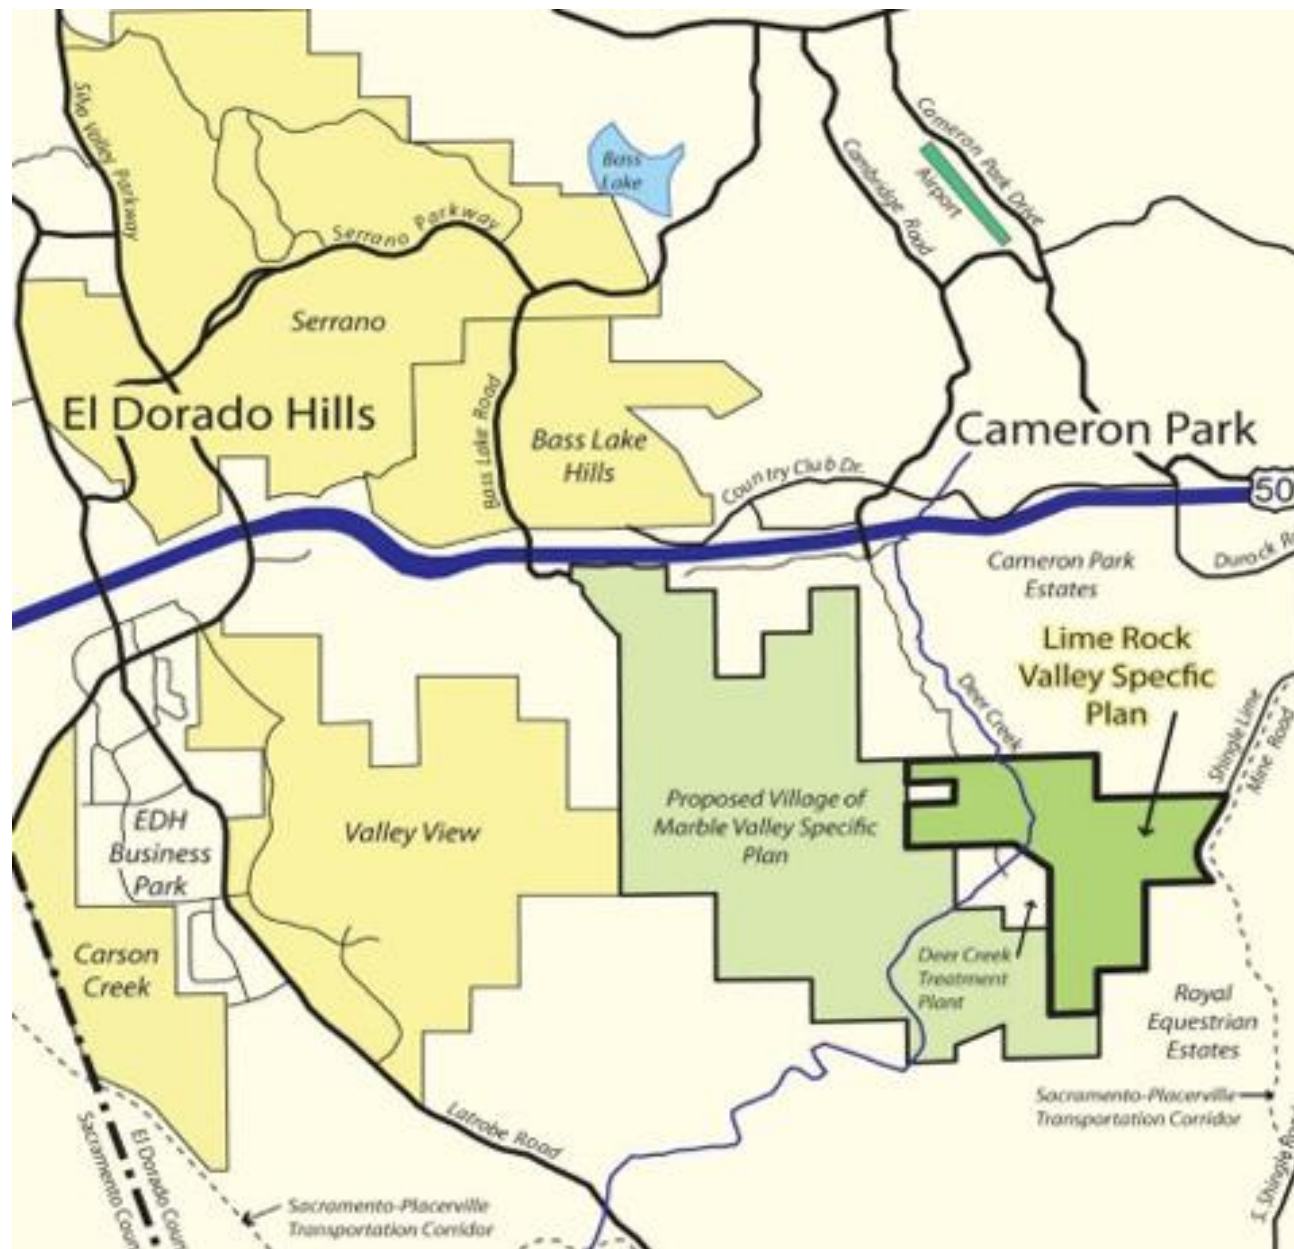 Silva Valley Parkway
Bass
Lake
Cameron Park Drive
Cambridge Road
Airport
Serrano Parkway
Serrano
El Dorado Hills
Bass Lake Road
Bass Lake
Hills
Cameron Park
Country Club Dr.
50
Durock
Cameron Park
Estates
Lime Rock
Valley Specfic
Plan
Deer Creek
Shingle Lime
Mine Road
Proposed Village of
Marble Valley Specific
Plan
EDH
Business
Park
Valley View
Carson
Creek
Deer Creek
Treatment
Plant
Royal
Equestrian
Estates
Sacramento-Placerville
Transportation Corridor
Latrobe Road
El Dorado Coun
Sacramento Coun
Sacramento-Placerville
Transportation Corridor
S. Shingle Road